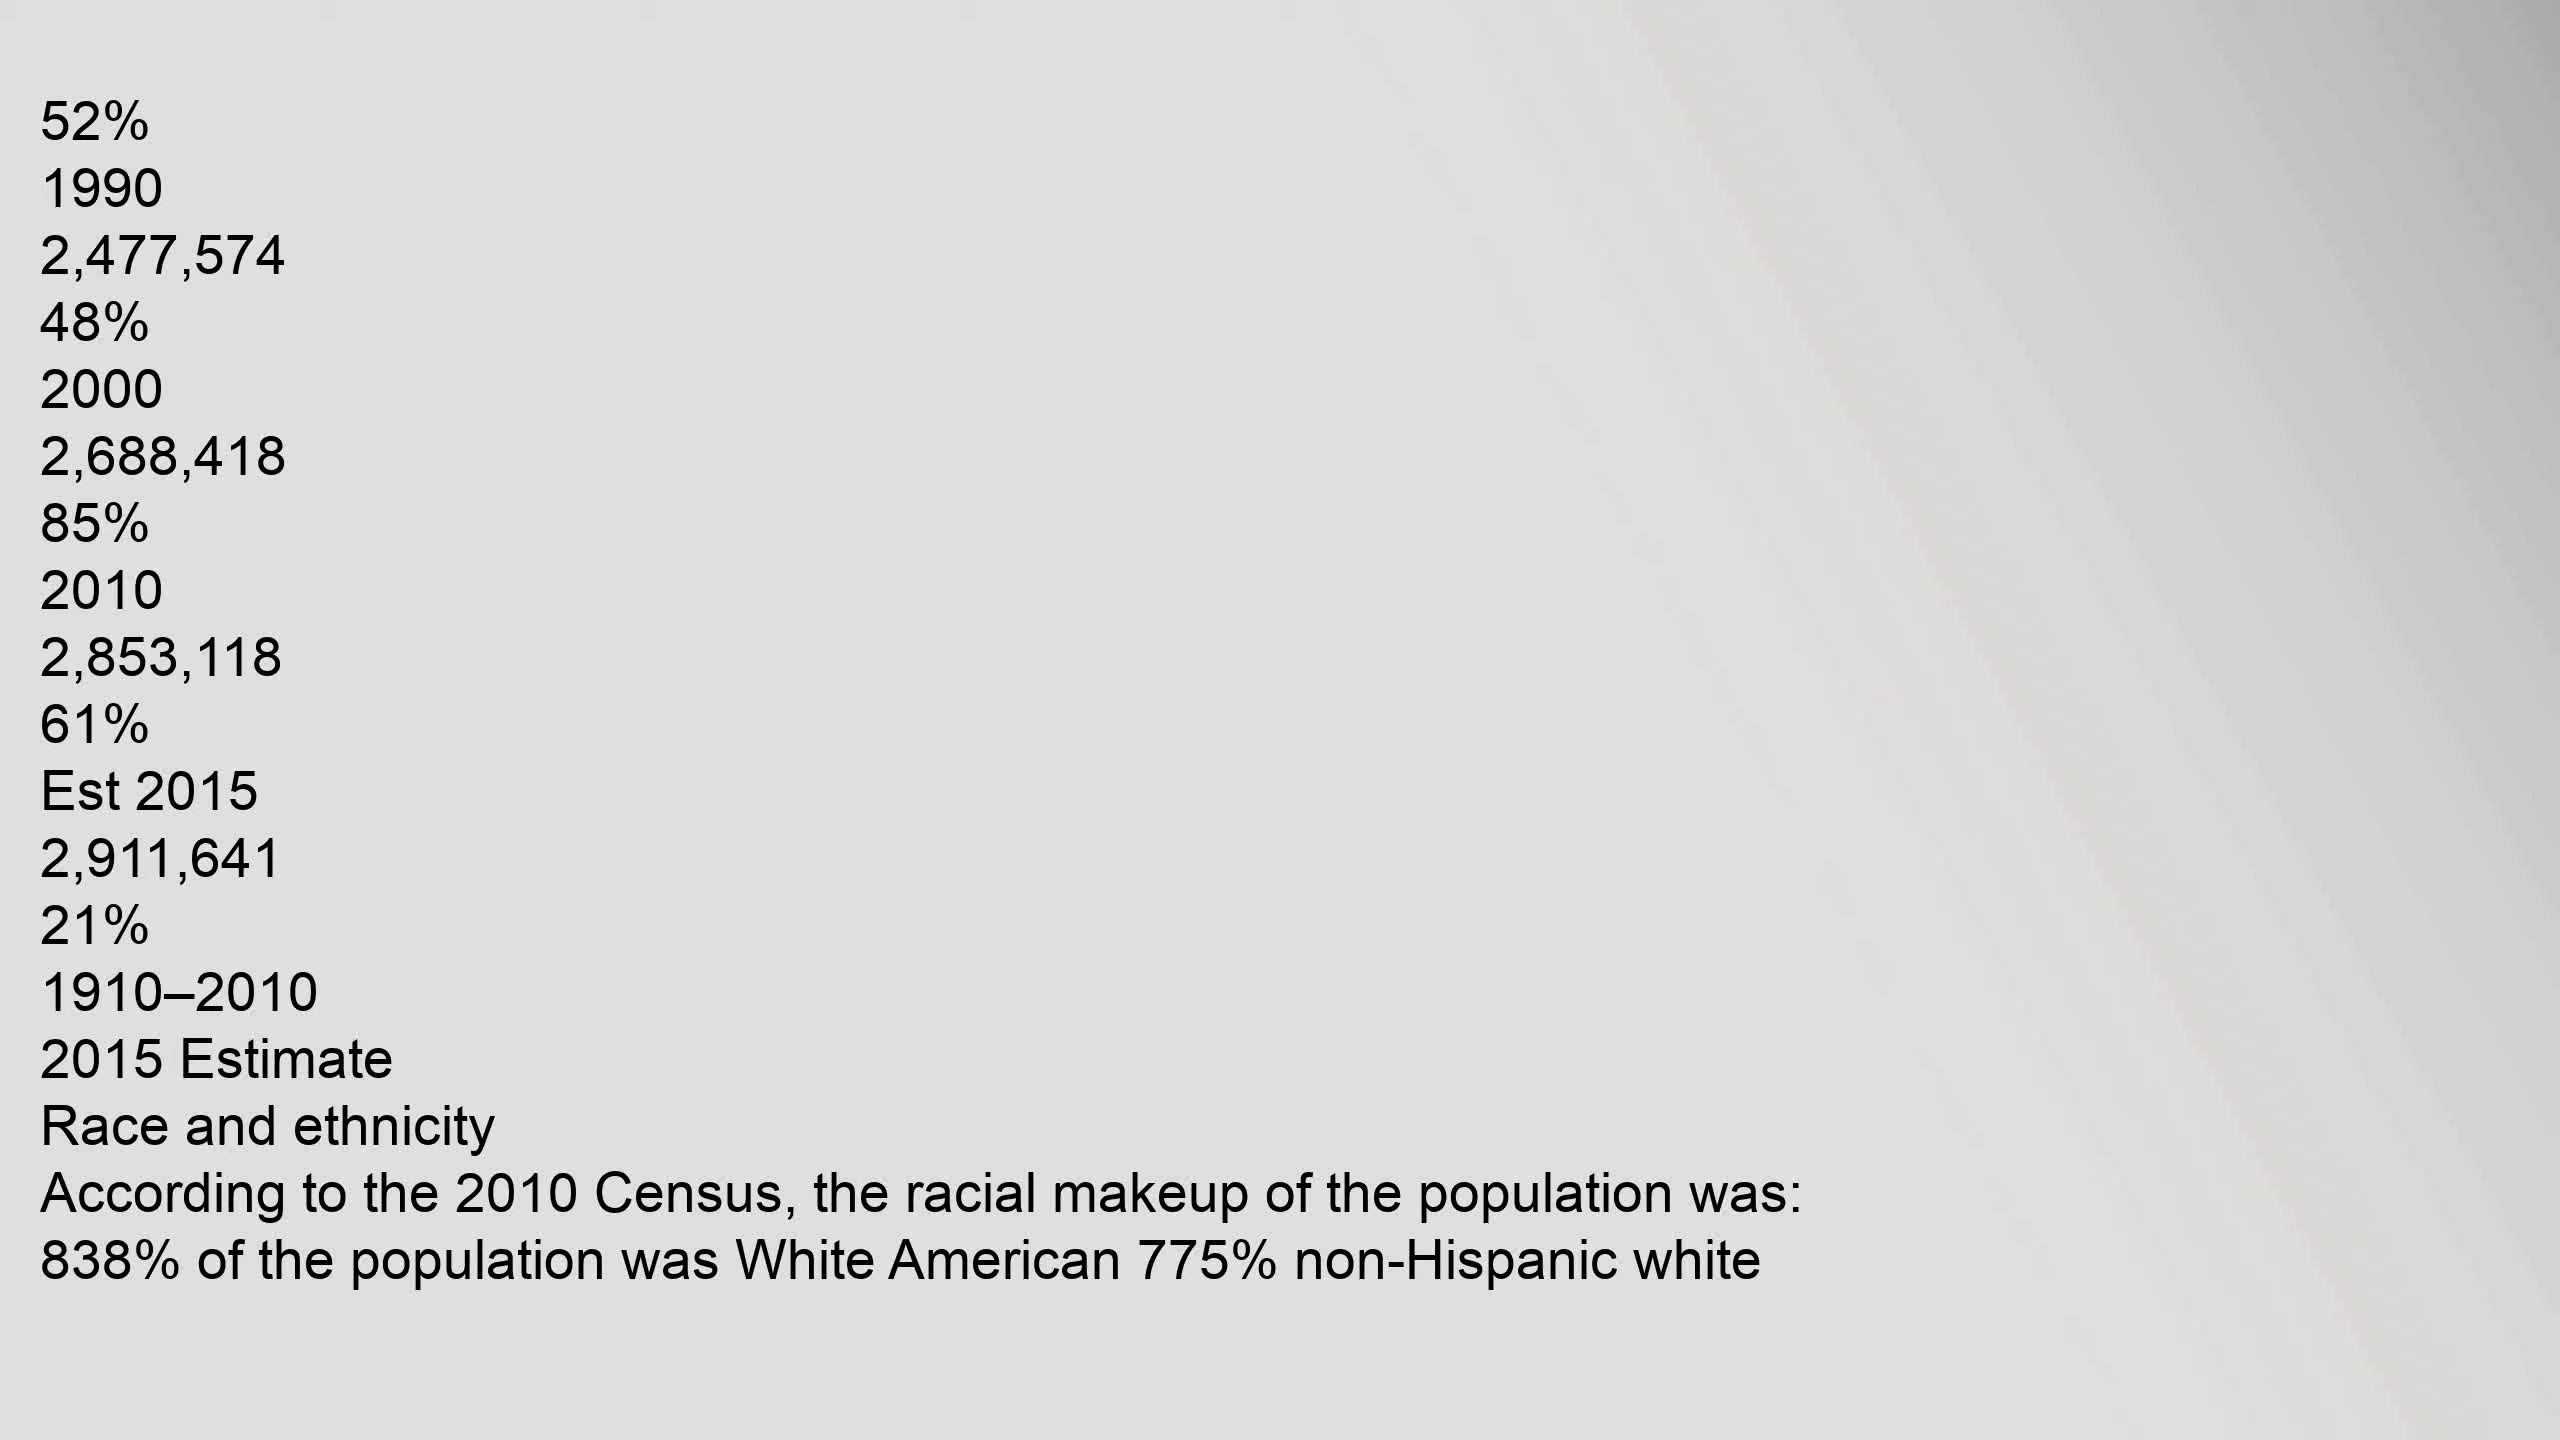 52%
1990
2,477,574
48%
2000
2,688,418
85%
2010
2,853,118
61%
Est 2015
2,911,641
21%
1910–2010
2015 Estimate
Race and ethnicity
According to the 2010 Census, the racial makeup of the population was:
838% of the population was White American 775% non-Hispanic white